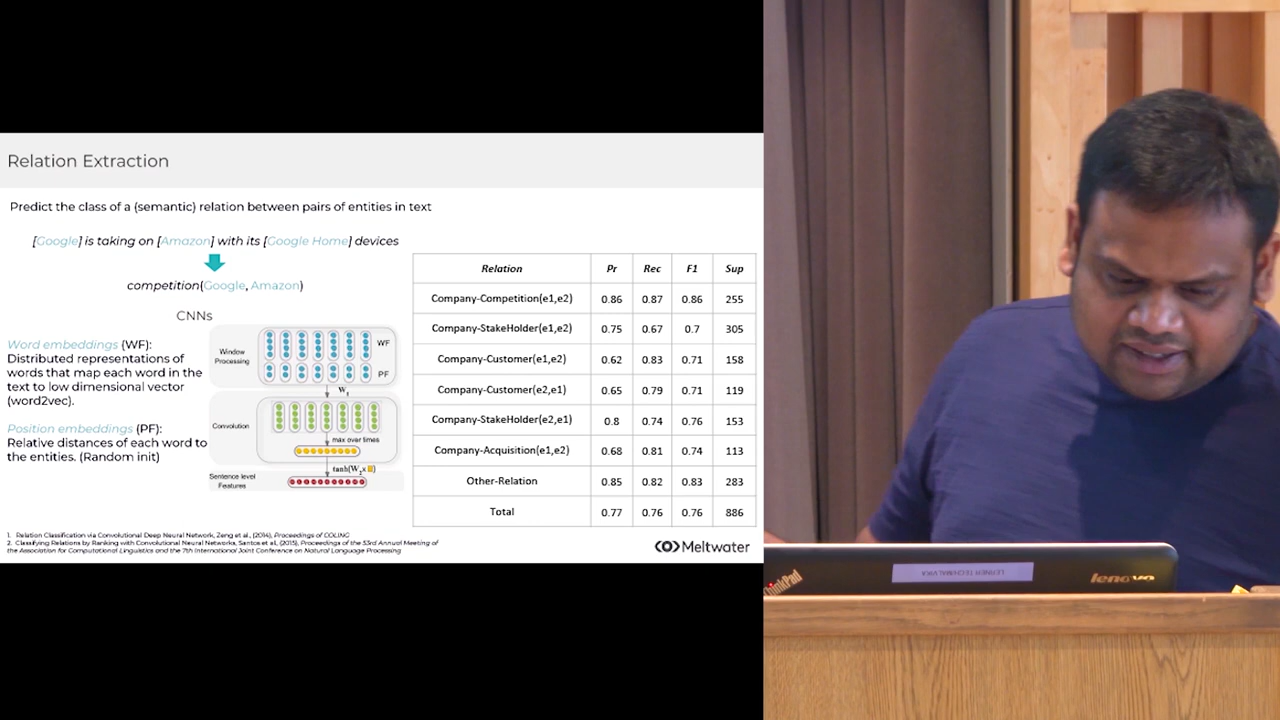 Relation Extraction
Predict the class of a (semantic) relation between pairs of entities in text
[Google] is taking on [Amazon] with its [Google Home] devices
competition(Google, Amazon)
CNNs
Word embeddings (WF):
Distributed representations of
words that map each word in the
text to low dimensional vector
(word2vec).
Position embeddings (PF):
Relative distances of each word to
the entities. (Random init)
Window
Processing
WF
PF
W1
Convolution
max over times
tanh(W2x )
Sentence level
Features
Relation Pr Rec F1 Sup
Company-Competition(e1,e2) 0.86 0.87 0.86 255
Company-StakeHolder(e1,e2) 0.75 0.67 0.7 305
Company-Customer(e1,e2) 0.62 0.83 0.71 158
Company-Customer(e2,e1) 0.65 0.79 0.71 119
Company-StakeHolder(e2,e1) 0.8 0.74 0.76 153
Company-Acquisition(e1,e2) 0.68 0.81 0.74 113
Other-Relation 0.85 0.82 0.83 283
Total 0.77 0.76 0.76 886
1. Relation Classification via Convolutional Deep Neural Network, Zeng et al., (2014), Proceedings of COLING
2. Classifying Relations by Ranking with Convolutional Neural Networks, Santos et al., (2015), Proceedings of the 53rd Annual Meeting of
the Association for Computational Linguistics and the 7th International Joint Conference on Natural Language Processing
Meltwater
ThinkPad
lenovo